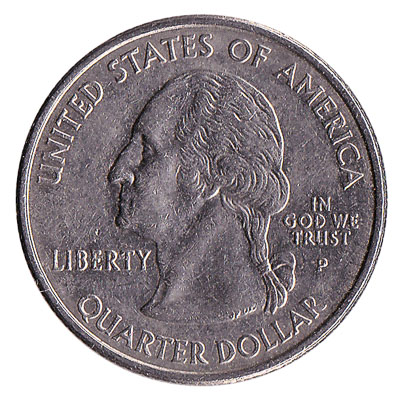 UNITED STATES OF AMERICA
LIBERTY
IN
GOD WE
TRUST
P
QUARTER DOLLAR